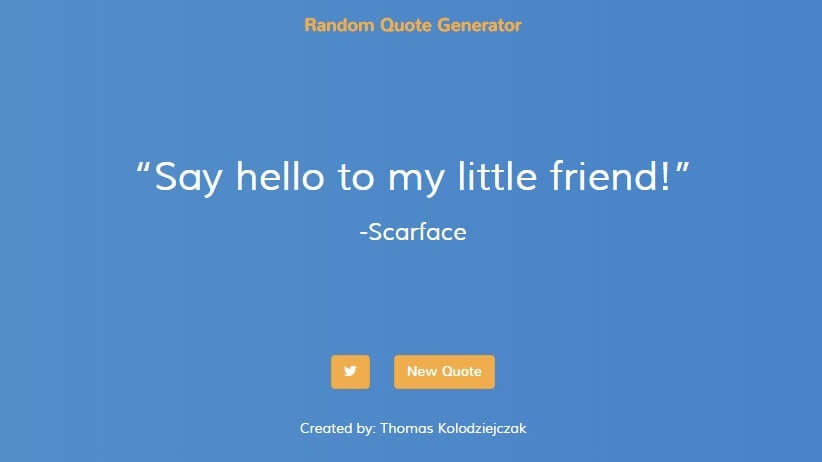 Random Quote Generator
“Say hello to my little friend!”
-Scarface
New Quote
Created by: Thomas Kolodziejczak